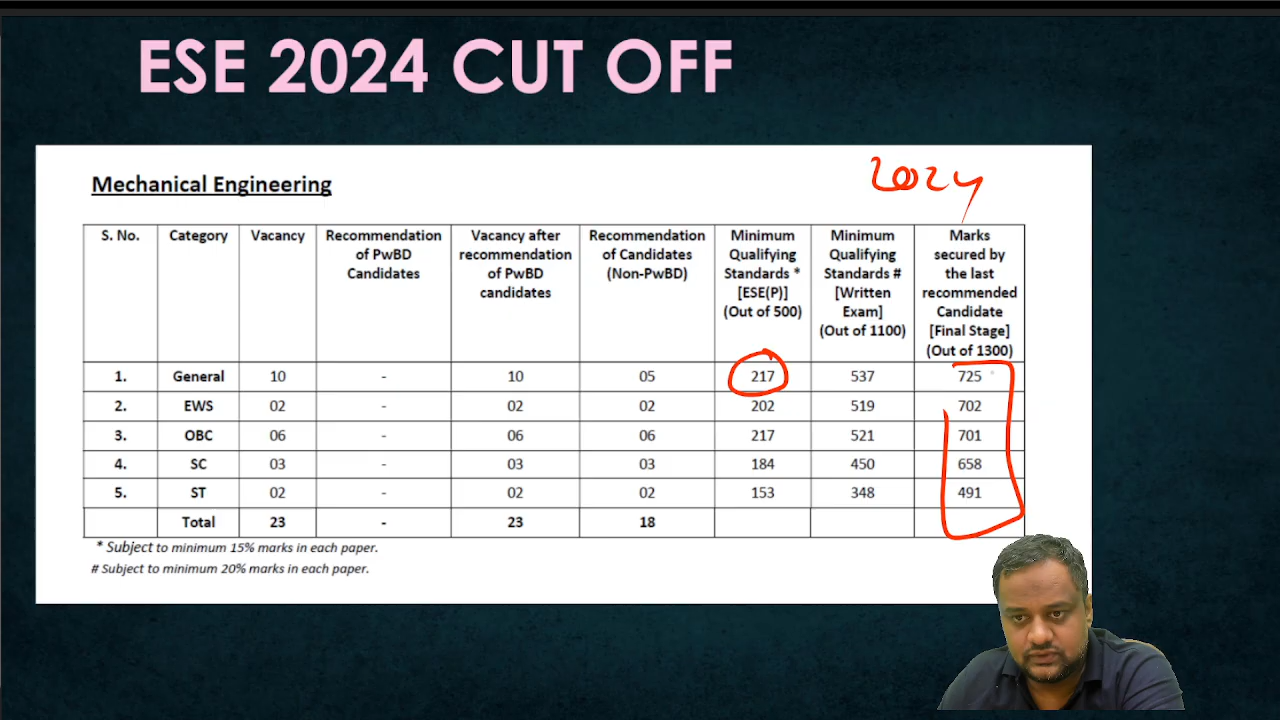 ESE 2024 CUT OFF
Mechanical Engineering
2024
S. No. Category Vacancy Recommendation of PwBD Candidates Vacancy after recommendation of PwBD candidates Recommendation of Candidates (Non-PwBD) Minimum Qualifying Standards * [ESE(P)] (Out of 500) Minimum Qualifying Standards # [Written Exam] (Out of 1100) Marks secured by the last recommended Candidate [Final Stage] (Out of 1300)
1. General 10 - 10 05 217 537 725
2. EWS 02 - 02 02 202 519 702
3. OBC 06 - 06 06 217 521 701
4. SC 03 - 03 03 184 450 658
5. ST 02 - 02 02 153 348 491
Total 23 - 23 18
* Subject to minimum 15% marks in each paper.
# Subject to minimum 20% marks in each paper.